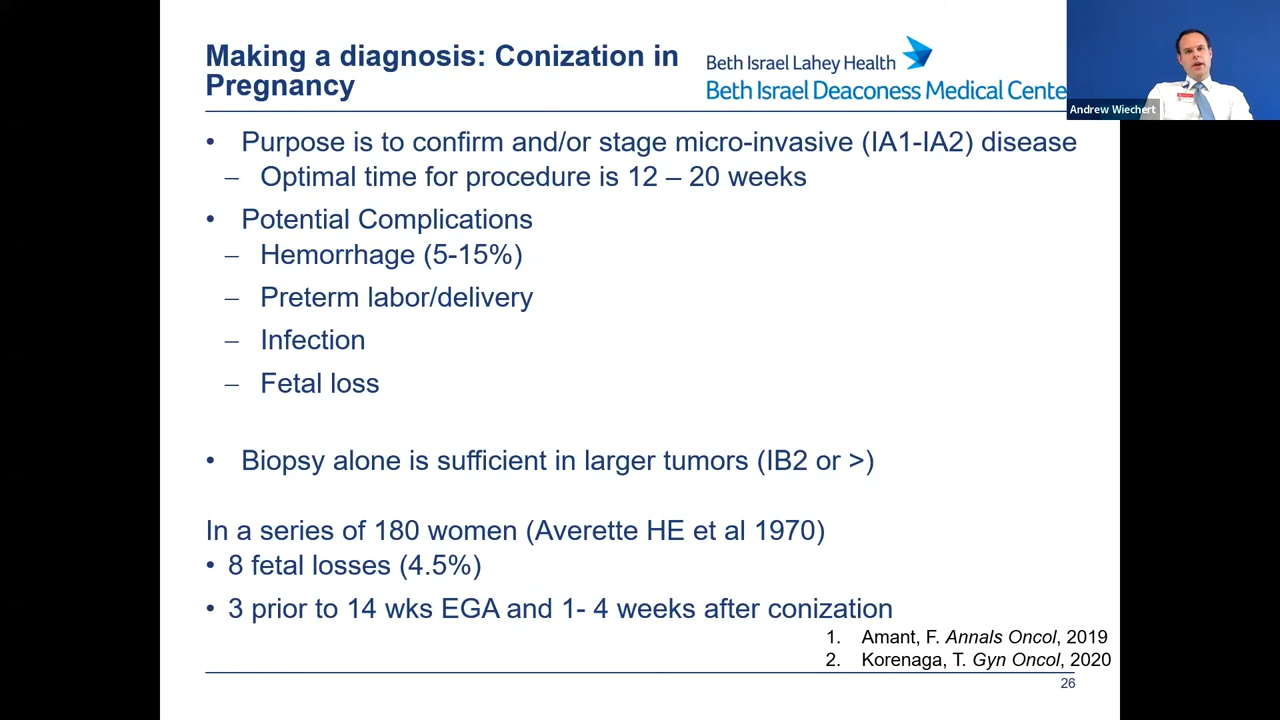 Making a diagnosis: Conization in
Pregnancy
Beth Israel Lahey Health
Beth Israel Deaconess Medical Cente
Andrew Wiechert
• Purpose is to confirm and/or stage micro-invasive (IA1-IA2) disease
– Optimal time for procedure is 12 – 20 weeks
• Potential Complications
– Hemorrhage (5-15%)
– Preterm labor/delivery
– Infection
– Fetal loss
• Biopsy alone is sufficient in larger tumors (IB2 or >)
In a series of 180 women (Averette HE et al 1970)
• 8 fetal losses (4.5%)
• 3 prior to 14 wks EGA and 1- 4 weeks after conization
1. Amant, F. Annals Oncol, 2019
2. Korenaga, T. Gyn Oncol, 2020
26